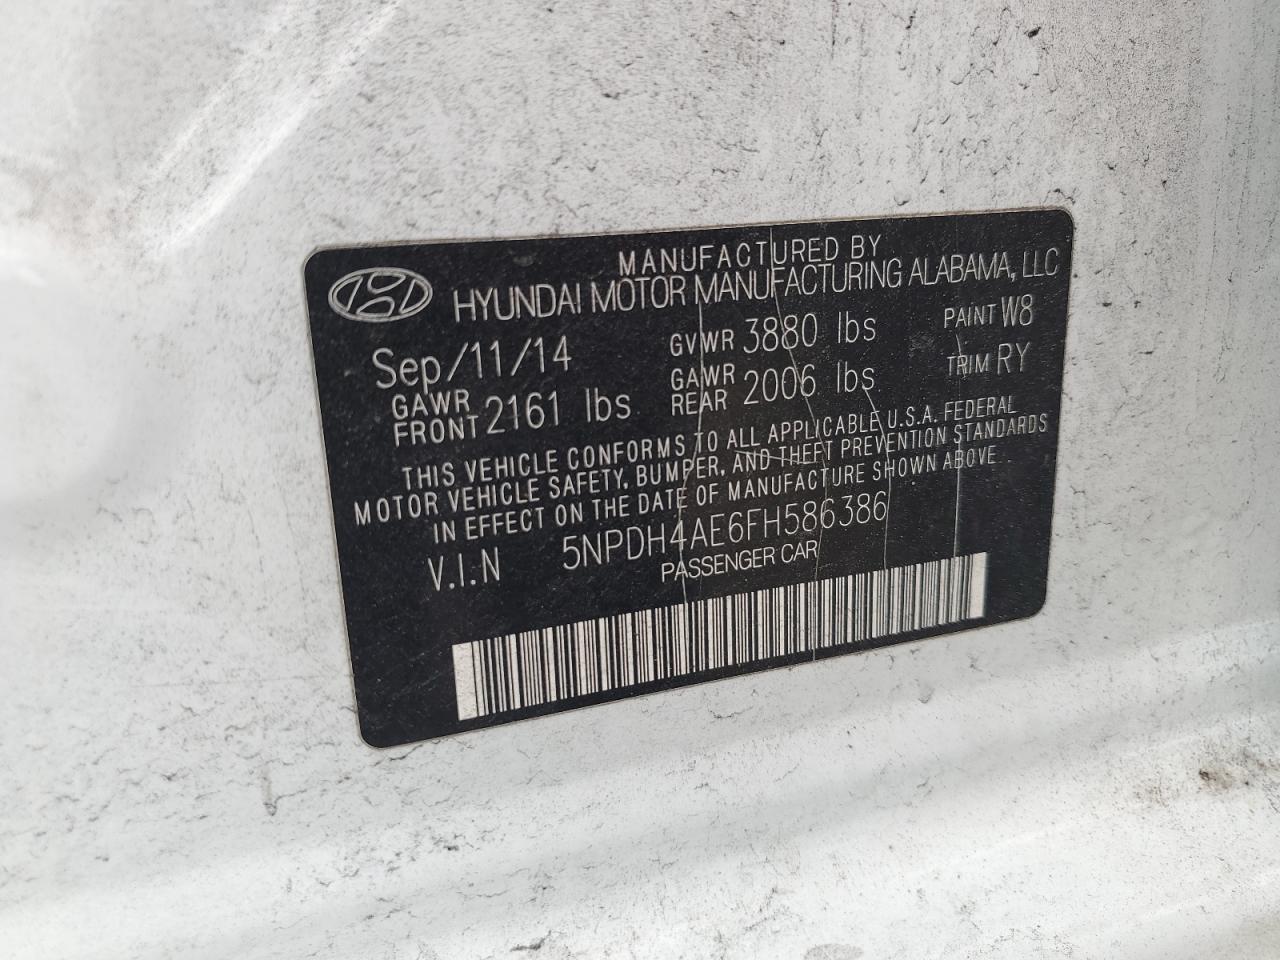 MANUFACTURED BY
HYUNDAI MOTOR MANUFACTURING ALABAMA, LLC
Sep/11/14 GVWR 3880 lbs PAINT W8
GAWR FRONT 2161 lbs GAWR REAR 2006 lbs TRIM RY
THIS VEHICLE CONFORMS TO ALL APPLICABLE U.S.A. FEDERAL
MOTOR VEHICLE SAFETY, BUMPER, AND THEFT PREVENTION STANDARDS
IN EFFECT ON THE DATE OF MANUFACTURE SHOWN ABOVE.
V.I.N 5NPDH4AE6FH586386
PASSENGER CAR